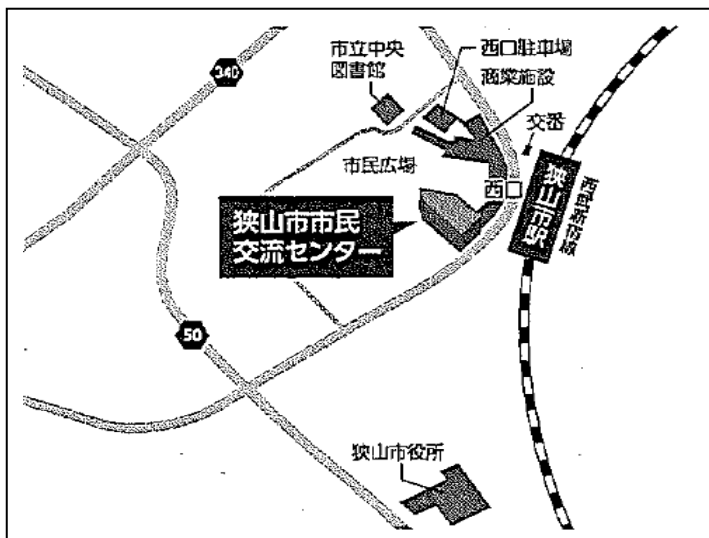 市立中央
図書館
西口駐車場
商業施設
340
交番
市民広場
西口
狭山市駅
西武新宿線
狭山市市民
交流センター
50
狭山市役所